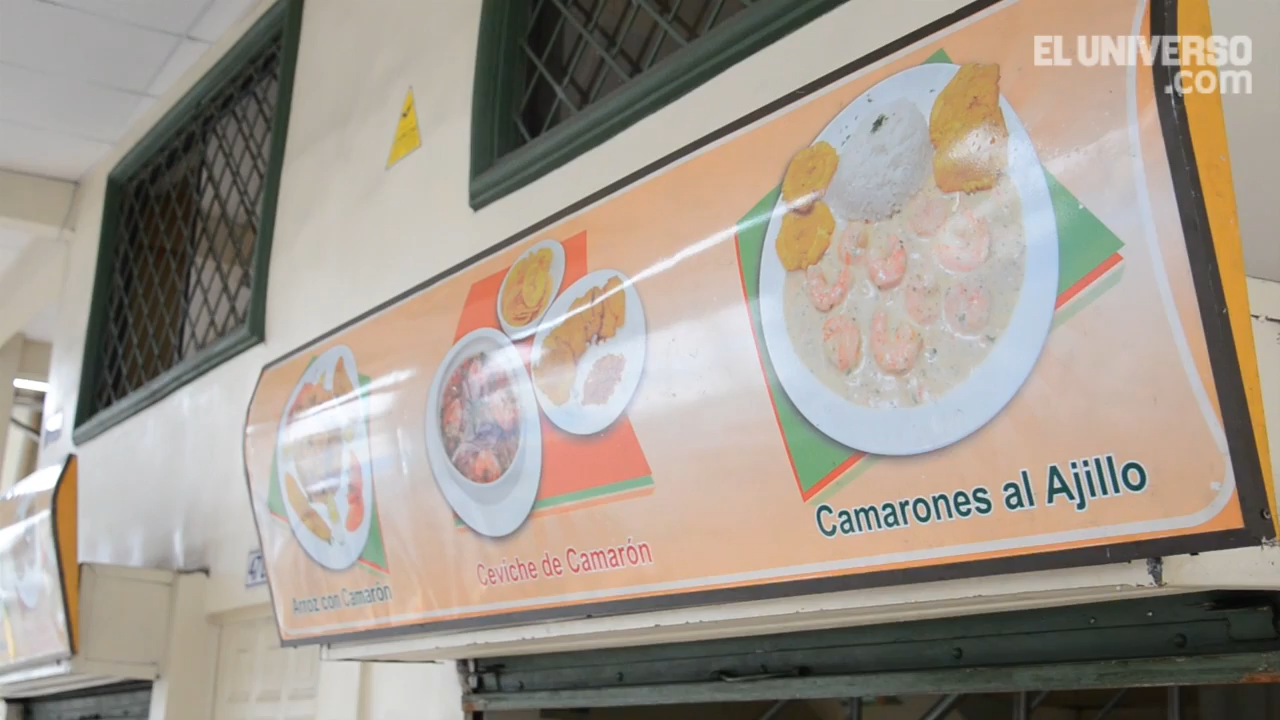 EL UNIVERSO
.com
Camarones al Ajillo
Ceviche de Camarón
Arroz con Camarón